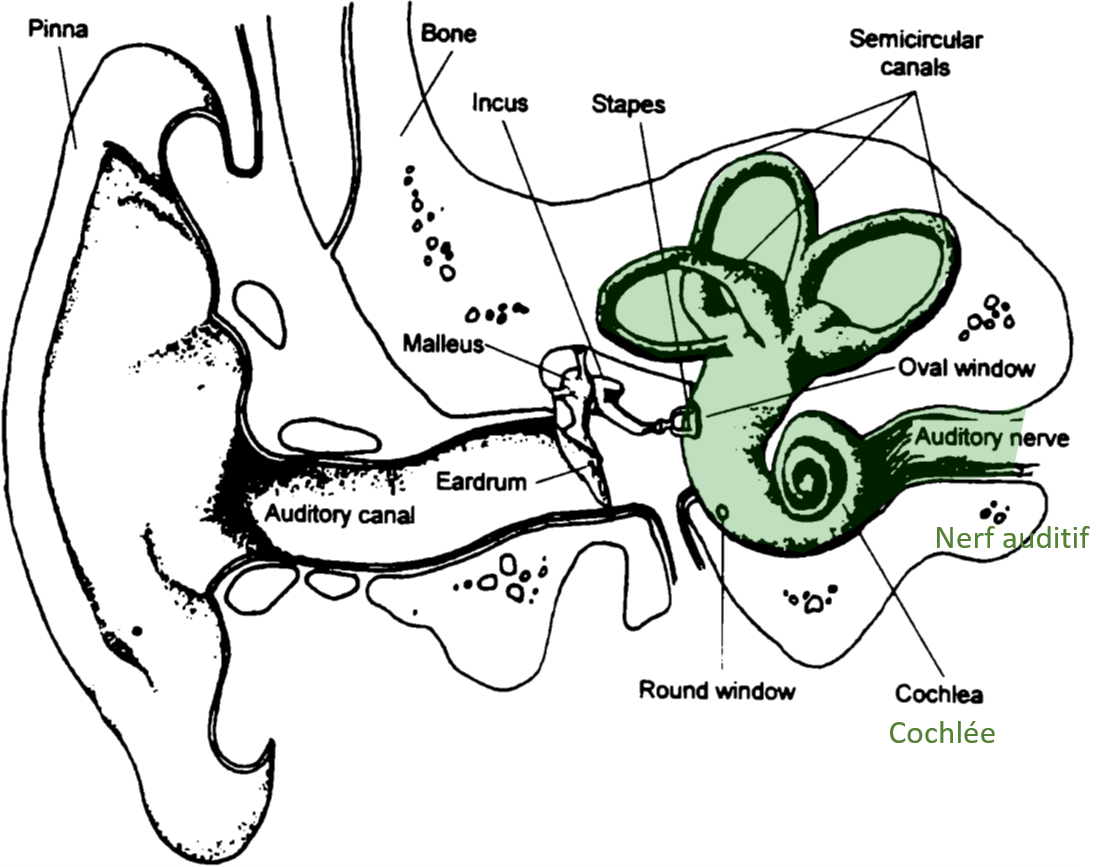 Pinna
Bone
Semicircular
canals
Incus
Stapes
Malleus
Oval window
Auditory nerve
Eardrum
Auditory canal
Nerf auditif
Round window
Cochlea
Cochlée